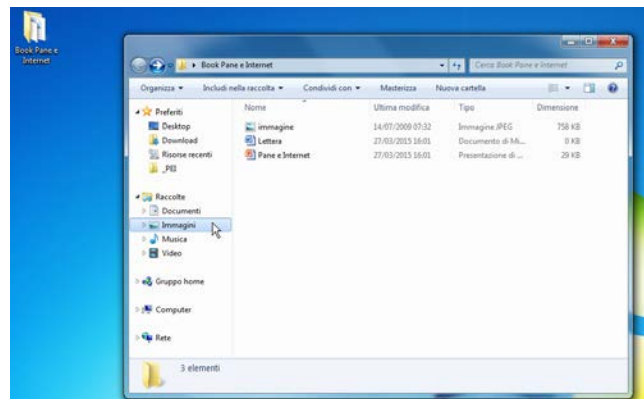 Book Pane e
Internet
Book Pane e Internet
Cerca Book Pane e Internet
Organizza
Includi nella raccolta
Condividi con
Masterizza
Nuova cartella
Preferiti
Desktop
Download
Risorse recenti
_PEI
Raccolte
Documenti
Immagini
Musica
Video
Gruppo home
Computer
Rete
Nome Ultima modifica Tipo Dimensione
immagine 14/07/2009 07:32 Immagine JPEG 758 KB
Lettera 27/03/2015 16:01 Documento di Mi... 0 KB
Pane e Internet 27/03/2015 16:01 Presentazione di ... 29 KB
3 elementi